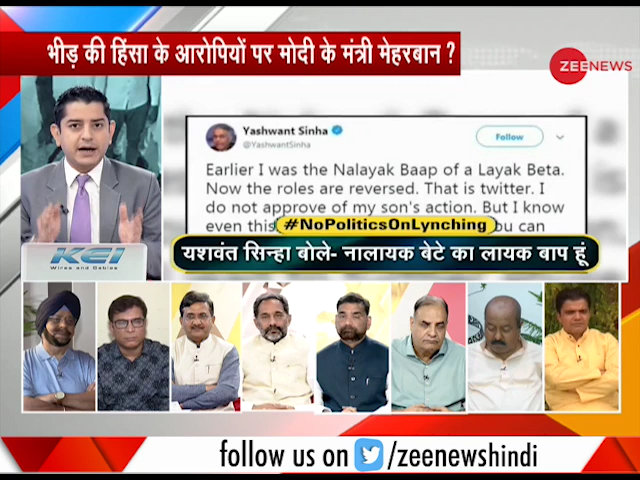 भीड़ की हिंसा के आरोपियों पर मोदी के मंत्री मेहरबान ?
ZEENEWS
Yashwant Sinha
@YashwantSinha
Follow
Earlier I was the Nalayak Baap of a Layak Beta.
Now the roles are reversed. That is twitter. I
do not approve of my son's action. But I know
even this
you can
#NoPoliticsOnLynching
KEI
Wires and Cables
यशवंत सिन्हा बोले- नालायक बेटे का लायक बाप हूं
follow us on /zeenewshindi